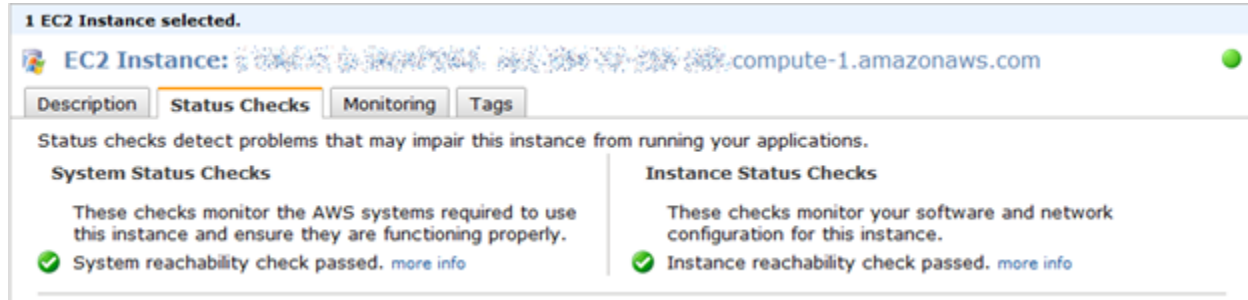 1 EC2 Instance selected.
EC2 Instance: compute-1.amazonaws.com
Description Status Checks Monitoring Tags
Status checks detect problems that may impair this instance from running your applications.
System Status Checks
These checks monitor the AWS systems required to use
this instance and ensure they are functioning properly.
System reachability check passed. more info
Instance Status Checks
These checks monitor your software and network
configuration for this instance.
Instance reachability check passed. more info